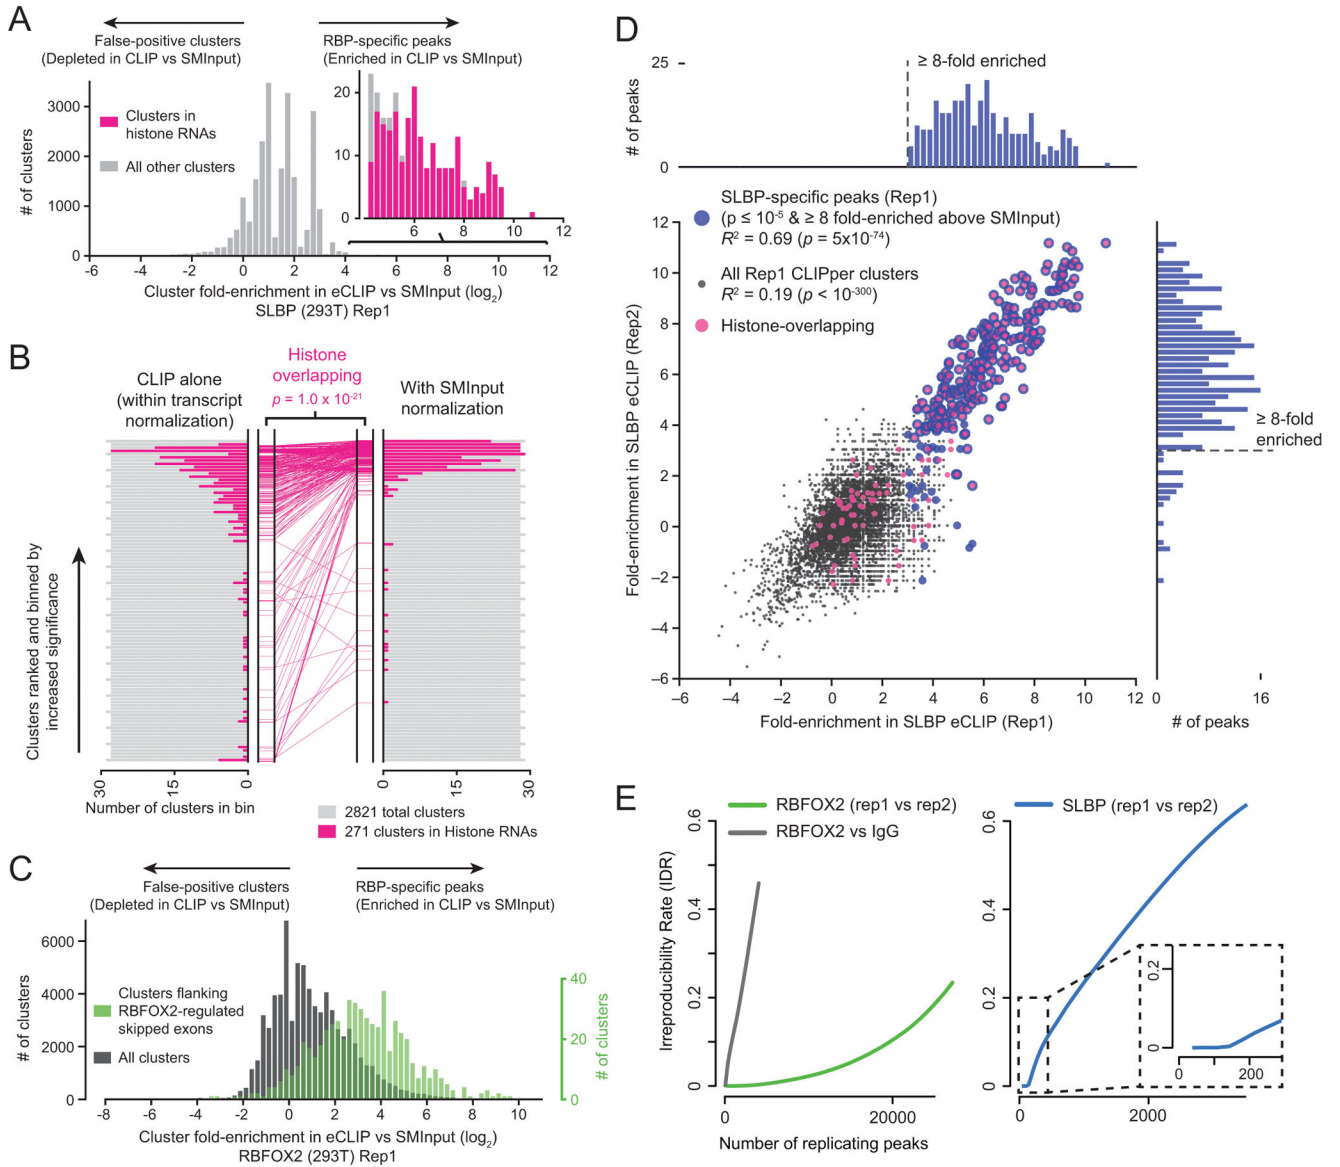 A
False-positive clusters
(Depleted in CLIP vs SMInput)
RBP-specific peaks
(Enriched in CLIP vs SMInput)
# of clusters
3000
2000
1000
0
Clusters in
histone RNAs
All other clusters
20
10
0
-6
-4
-2
0
2
4
6
8
10
12
6
8
10
12
Cluster fold-enrichment in eCLIP vs SMInput (log2)
SLBP (293T) Rep1
B
CLIP alone
(within transcript
normalization)
Histone
overlapping
p = 1.0 x 10-21
With SMInput
normalization
Clusters ranked and binned by
increased significance
30
15
0
0
15
30
Number of clusters in bin
2821 total clusters
271 clusters in Histone RNAs
C
False-positive clusters
(Depleted in CLIP vs SMInput)
RBP-specific peaks
(Enriched in CLIP vs SMInput)
# of clusters
6000
4000
2000
0
Clusters flanking
RBFOX2-regulated
skipped exons
All clusters
40
20
0
# of clusters
-8
-6
-4
-2
0
2
4
6
8
10
Cluster fold-enrichment in eCLIP vs SMInput (log2)
RBFOX2 (293T) Rep1
D
# of peaks
25
0
≥ 8-fold enriched
SLBP-specific peaks (Rep1)
(p ≤ 10-5 & ≥ 8 fold-enriched above SMInput)
R2 = 0.69 (p = 5x10-74)
All Rep1 CLIPper clusters
R2 = 0.19 (p < 10-300)
Histone-overlapping
Fold-enrichment in SLBP eCLIP (Rep2)
12
10
8
6
4
2
0
−2
−4
−6
−6
−4
−2
0
2
4
6
8
10
12
Fold-enrichment in SLBP eCLIP (Rep1)
≥ 8-fold
enriched
0
16
# of peaks
E
RBFOX2 (rep1 vs rep2)
RBFOX2 vs IgG
Irreproducibility Rate (IDR)
0.6
0.4
0.2
0
0
20000
Number of replicating peaks
SLBP (rep1 vs rep2)
0.6
0.4
0.2
0
0
2000
0.2
0
0
200